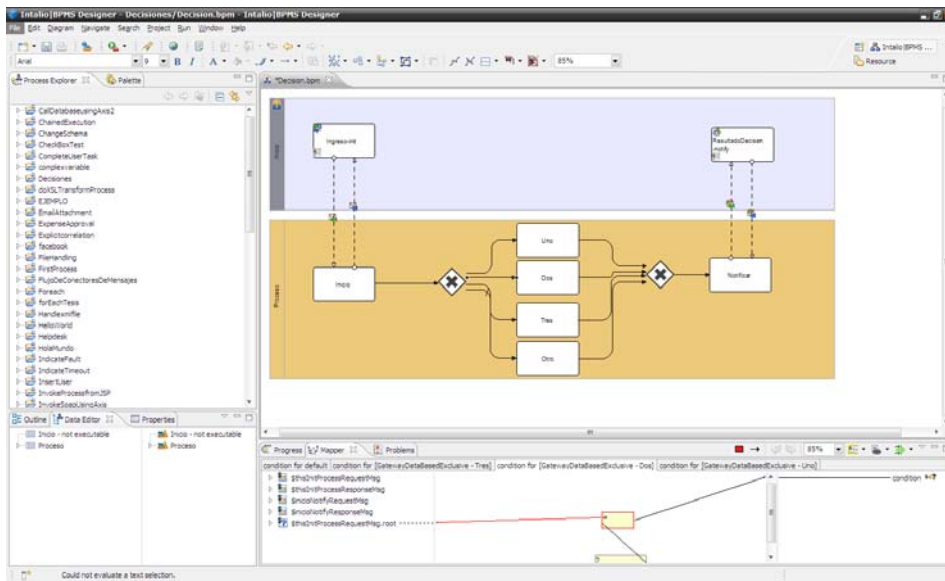 Intalio|BPMS Designer - Decisiones/Decision.bpm - Intalio|BPMS Designer
File Edit Diagram Navigate Search Project Run Window Help
Intalio|BPMS ...
Arial 9 B I A 85%
Resource
Process Explorer Palette
*Decision.bpm
CallDatabaseusingAxis2
ChainedExecution
ChangeSchema
CheckBoxTest
CompleteUserTask
complexvariable
Decisiones
doXSLTransformProcess
EJEMPLO
EmailAttachment
ExpenseApproval
Explicitcorrelation
facebook
FileHanding
FirstProcess
FlujoDeConectoresDeMensajes
Foreach
forEachTesis
Handlexmlfile
HelloWorld
Helpdesk
HolaMundo
IndicateFault
IndicateTimeout
InsertUser
InvokeProcessfromJSP
InvokeSoapUsingAxis
Inicio
Ingreso-init
ResultadoDecision
-notify
Proceso
Inicio
Uno
Dos
Tres
Otro
Notificar
Outline Data Editor Properties
Inicio - not executable
Proceso
Inicio - not executable
Proceso
Progress Mapper Problems
85%
condition for default condition for [GatewayDataBasedExclusive - Tres] condition for [GatewayDataBasedExclusive - Dos] condition for [GatewayDataBasedExclusive - Uno]
$thisInitProcessRequestMsg
$thisInitProcessResponseMsg
$inicioNotifyRequestMsg
$inicioNotifyResponseMsg
$thisInitProcessRequestMsg.root
condition
Could not evaluate a text selection.